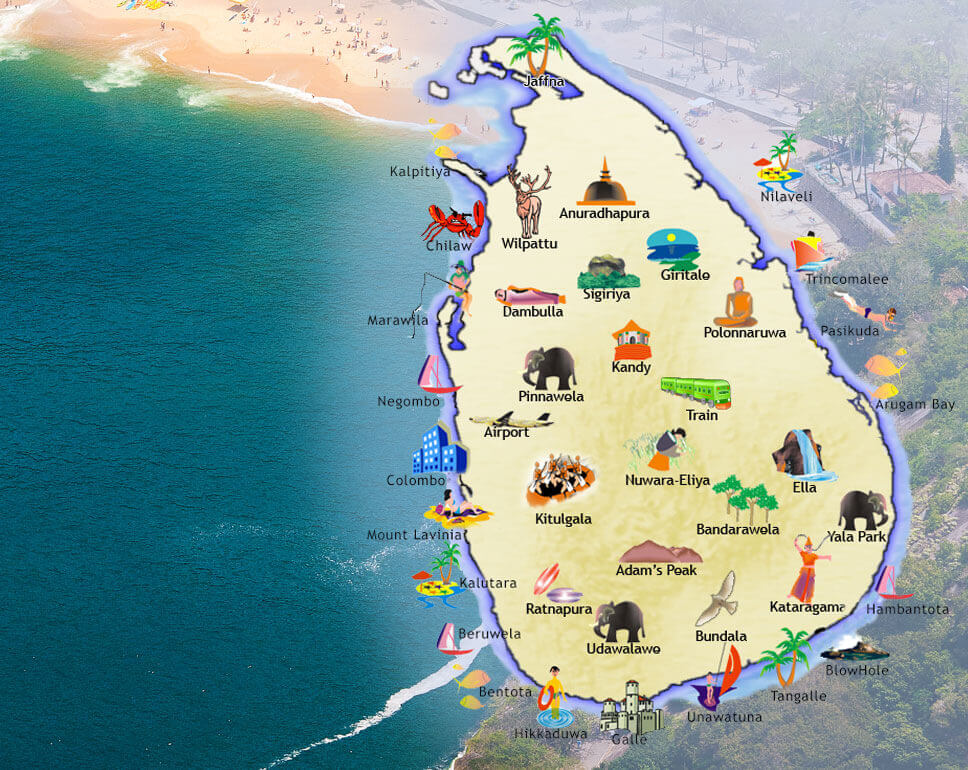 Jaffna
Kalpitiya
Nilaveli
Anuradhapura
Chilaw
Wilpattu
Giritale
Trincomalee
Sigiriya
Dambulla
Marawila
Polonnaruwa
Pasikuda
Kandy
Pinnawela
Negombo
Train
Arugam Bay
Airport
Colombo
Nuwara-Eliya
Ella
Kitulgala
Bandarawela
Mount Lavinia
Yala Park
Adam's Peak
Kalutara
Ratnapura
Kataragama
Hambantota
Beruwela
Udawalawe
Bundala
BlowHole
Bentota
Tangalle
Unawatuna
Hikkaduwa
Galle